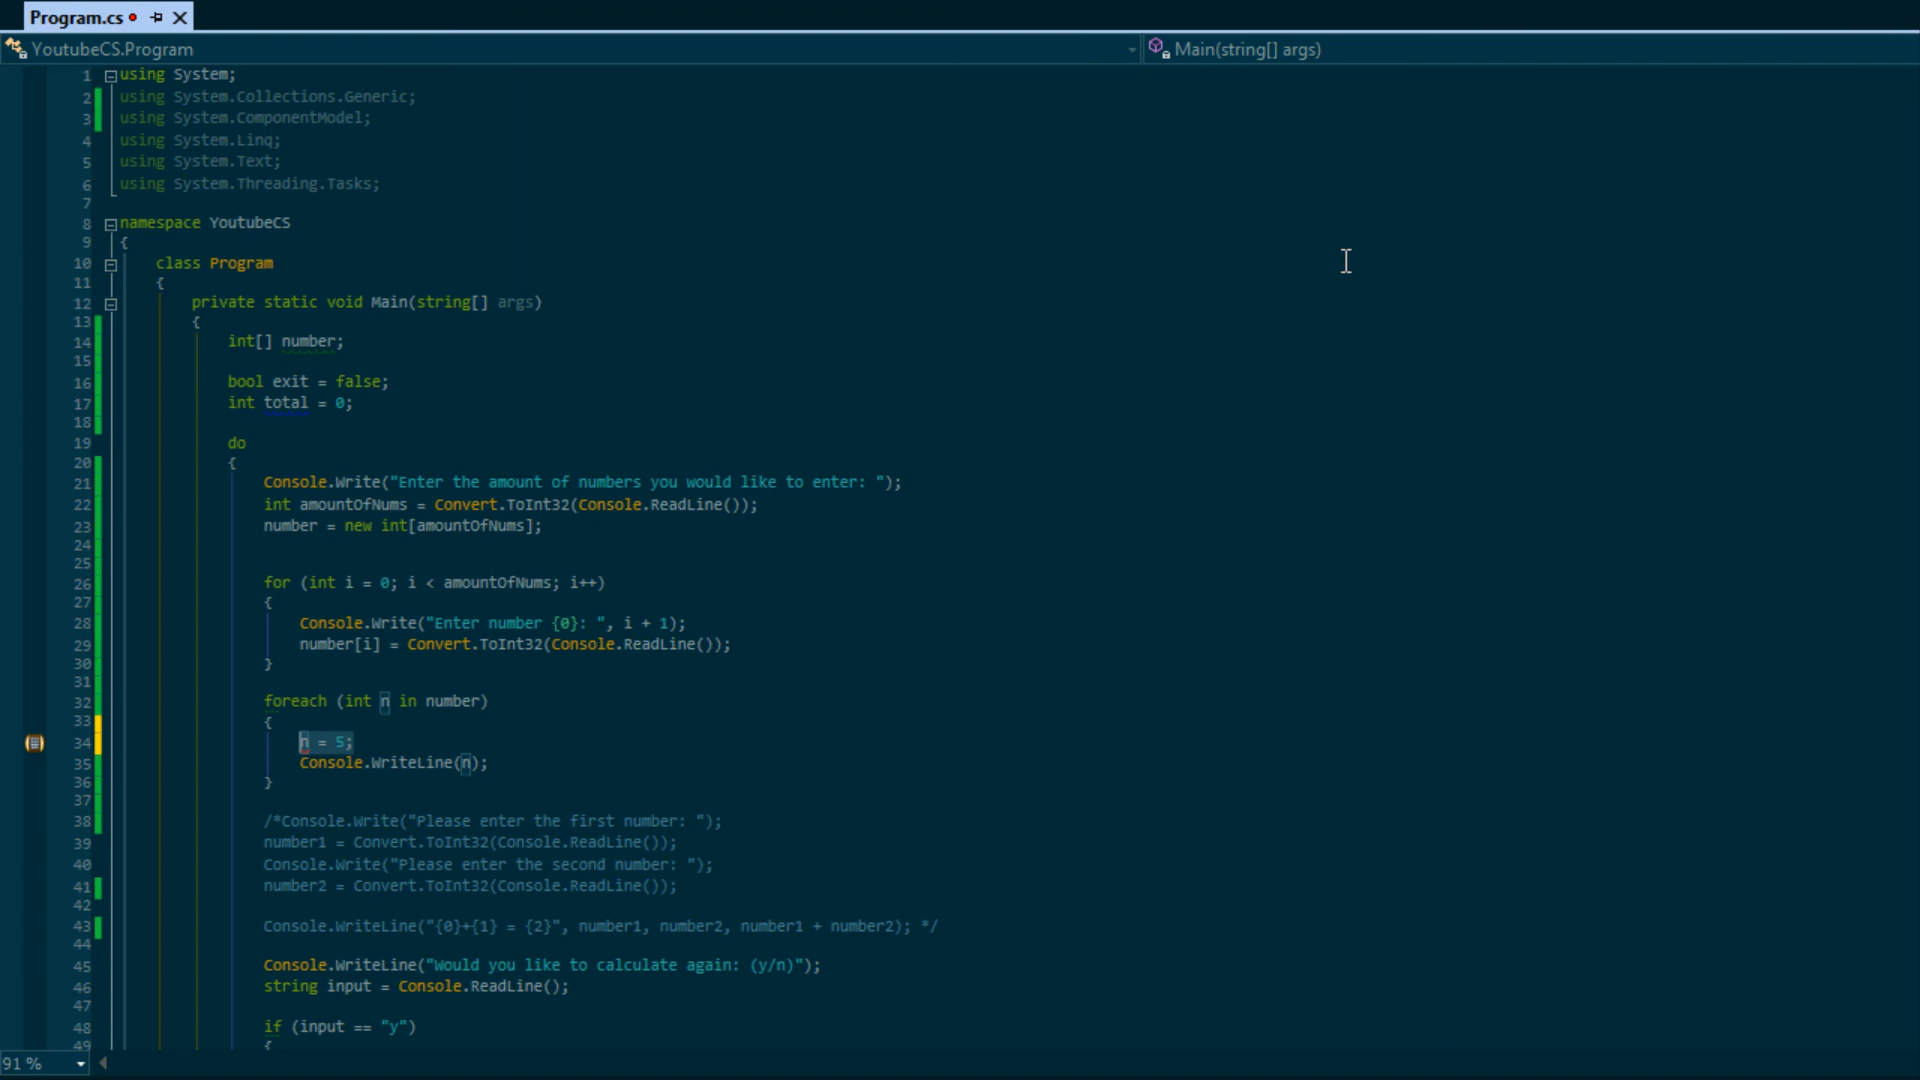 Program.cs
YoutubeCS.Program
Main(string[] args)
1 using System;
2 using System.Collections.Generic;
3 using System.ComponentModel;
4 using System.Linq;
5 using System.Text;
6 using System.Threading.Tasks;
7
8 namespace YoutubeCS
9 {
10 class Program
11 {
12 private static void Main(string[] args)
13 {
14 int[] number;
15
16 bool exit = false;
17 int total = 0;
18
19 do
20 {
21 Console.Write("Enter the amount of numbers you would like to enter: ");
22 int amountOfNums = Convert.ToInt32(Console.ReadLine());
23 number = new int[amountOfNums];
24
25
26 for (int i = 0; i < amountOfNums; i++)
27 {
28 Console.Write("Enter number {0}: ", i + 1);
29 number[i] = Convert.ToInt32(Console.ReadLine());
30 }
31
32 foreach (int n in number)
33 {
34 n = 5;
35 Console.WriteLine(n);
36 }
37
38 /*Console.Write("Please enter the first number: ");
39 number1 = Convert.ToInt32(Console.ReadLine());
40 Console.Write("Please enter the second number: ");
41 number2 = Convert.ToInt32(Console.ReadLine());
42
43 Console.WriteLine("{0}+{1} = {2}", number1, number2, number1 + number2); */
44
45 Console.WriteLine("Would you like to calculate again: (y/n)");
46 string input = Console.ReadLine();
47
48 if (input == "y")
49 {
91 %